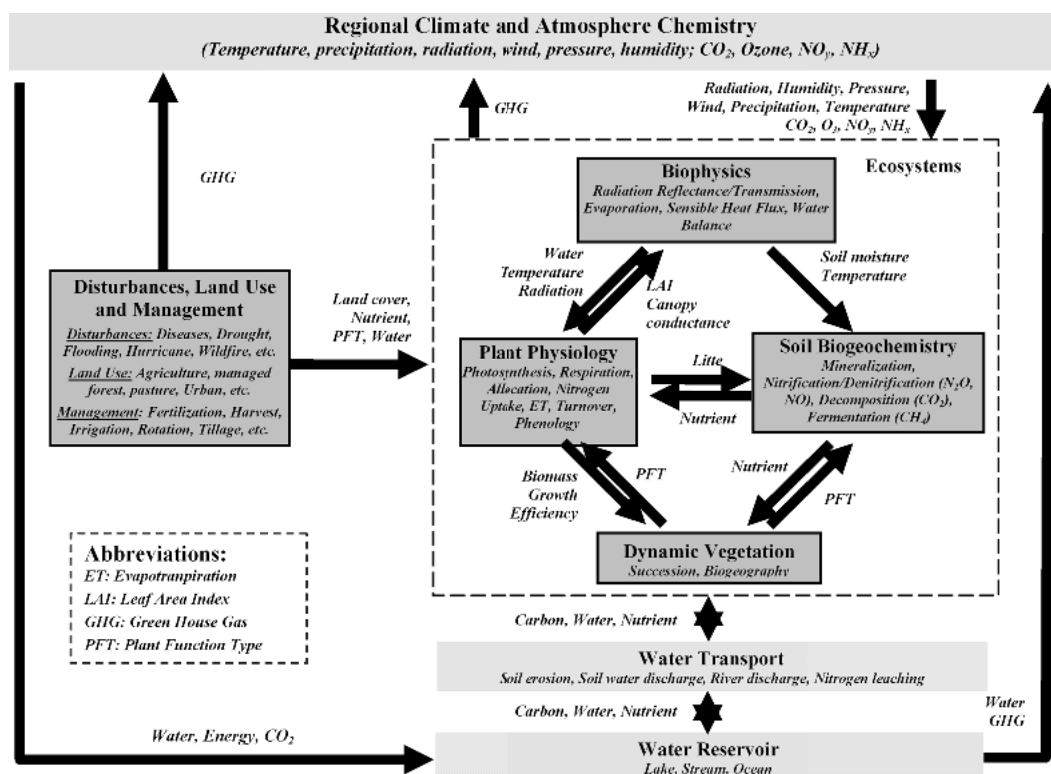 Regional Climate and Atmosphere Chemistry
(Temperature, precipitation, radiation, wind, pressure, humidity; CO₂, Ozone, NOᵧ, NHₓ)
GHG
GHG
Radiation, Humidity, Pressure,
Wind, Precipitation, Temperature
CO₂, O₃, NOᵧ, NHₓ
Ecosystems
Biophysics
Radiation Reflectance/Transmission,
Evaporation, Sensible Heat Flux, Water
Balance
Water
Temperature
Radiation
LAI
Canopy
conductance
Soil moisture
Temperature
Disturbances, Land Use
and Management
Disturbances: Diseases, Drought,
Flooding, Hurricane, Wildfire, etc.
Land Use: Agriculture, managed
forest, pasture, Urban, etc.
Management: Fertilization, Harvest,
Irrigation, Rotation, Tillage, etc.
Land cover,
Nutrient,
PFT, Water
Plant Physiology
Photosynthesis, Respiration,
Allocation, Nitrogen
Uptake, ET, Turnover,
Phenology
Litte
Nutrient
Soil Biogeochemistry
Mineralization,
Nitrification/Denitrification (N₂O,
NO), Decomposition (CO₂),
Fermentation (CH₄)
Biomass
Growth
Efficiency
PFT
Nutrient
PFT
Dynamic Vegetation
Succession, Biogeography
Abbreviations:
ET: Evapotranpiration
LAI: Leaf Area Index
GHG: Green House Gas
PFT: Plant Function Type
Carbon, Water, Nutrient
Water Transport
Soil erosion, Soil water discharge, River discharge, Nitrogen leaching
Carbon, Water, Nutrient
Water
GHG
Water, Energy, CO₂
Water Reservoir
Lake, Stream, Ocean